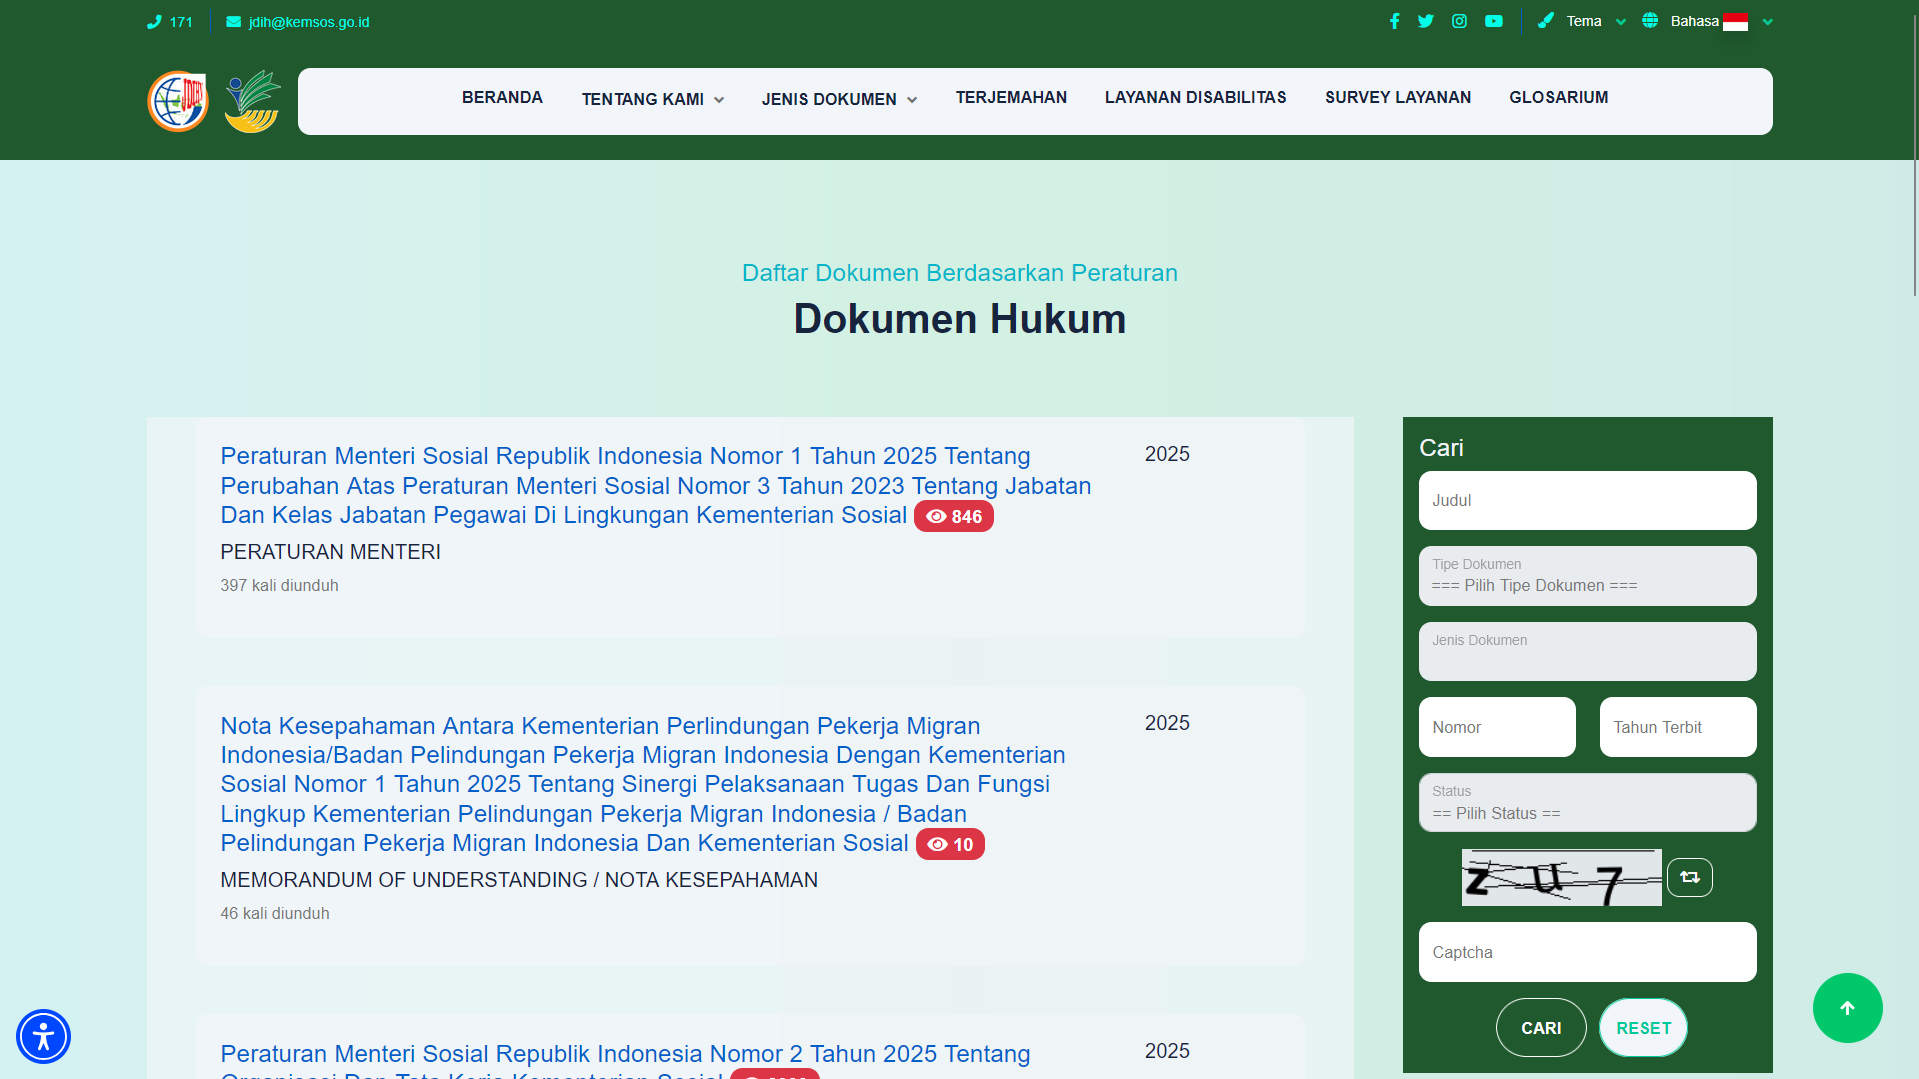 171
jdih@kemsos.go.id
Tema
Bahasa
BERANDA
TENTANG KAMI
JENIS DOKUMEN
TERJEMAHAN
LAYANAN DISABILITAS
SURVEY LAYANAN
GLOSARIUM
Daftar Dokumen Berdasarkan Peraturan
Dokumen Hukum
Peraturan Menteri Sosial Republik Indonesia Nomor 1 Tahun 2025 Tentang
Perubahan Atas Peraturan Menteri Sosial Nomor 3 Tahun 2023 Tentang Jabatan
Dan Kelas Jabatan Pegawai Di Lingkungan Kementerian Sosial 846
2025
PERATURAN MENTERI
397 kali diunduh
Nota Kesepahaman Antara Kementerian Perlindungan Pekerja Migran
Indonesia/Badan Pelindungan Pekerja Migran Indonesia Dengan Kementerian
Sosial Nomor 1 Tahun 2025 Tentang Sinergi Pelaksanaan Tugas Dan Fungsi
Lingkup Kementerian Pelindungan Pekerja Migran Indonesia / Badan
Pelindungan Pekerja Migran Indonesia Dan Kementerian Sosial 10
2025
MEMORANDUM OF UNDERSTANDING / NOTA KESEPAHAMAN
46 kali diunduh
Peraturan Menteri Sosial Republik Indonesia Nomor 2 Tahun 2025 Tentang
Organisasi Dan Tata Kerja Kementerian Sosial
2025
Cari
Judul
Tipe Dokumen
=== Pilih Tipe Dokumen ===
Jenis Dokumen
Nomor
Tahun Terbit
Status
== Pilih Status ==
z u 7
Captcha
CARI
RESET